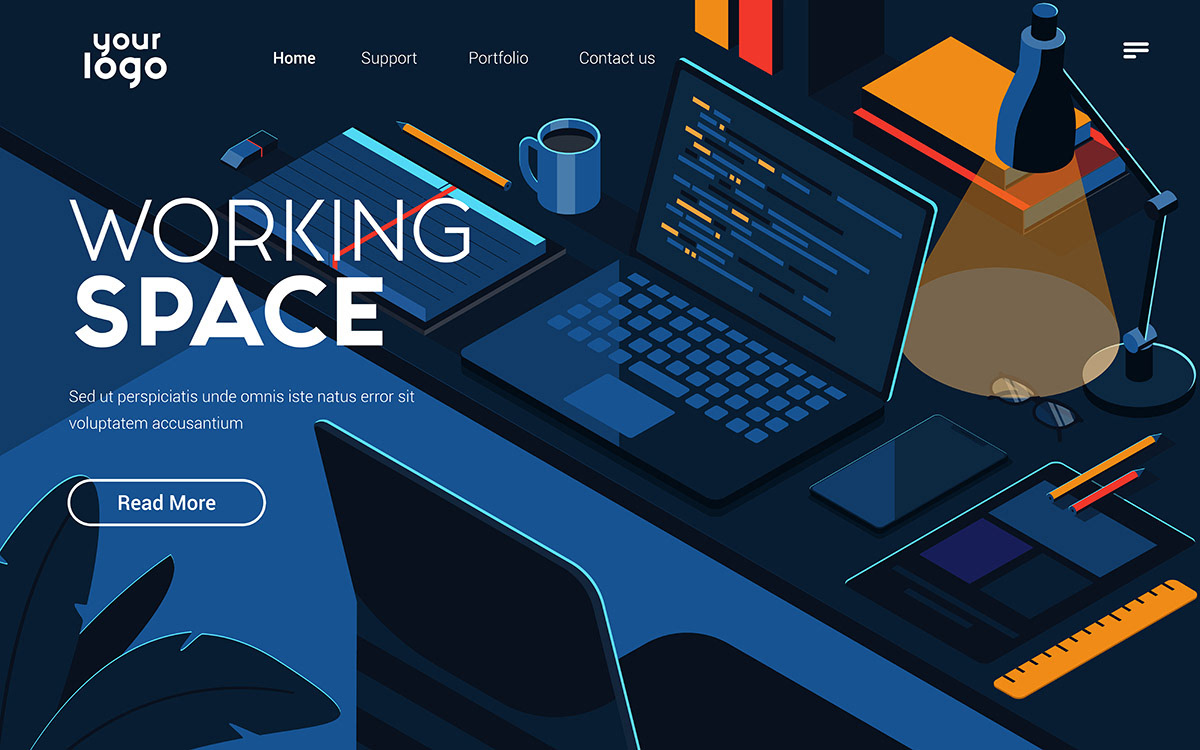 your
logo
Home Support Portfolio Contact us
WORKING
SPACE
Sed ut perspiciatis unde omnis iste natus error sit
voluptatem accusantium
Read More